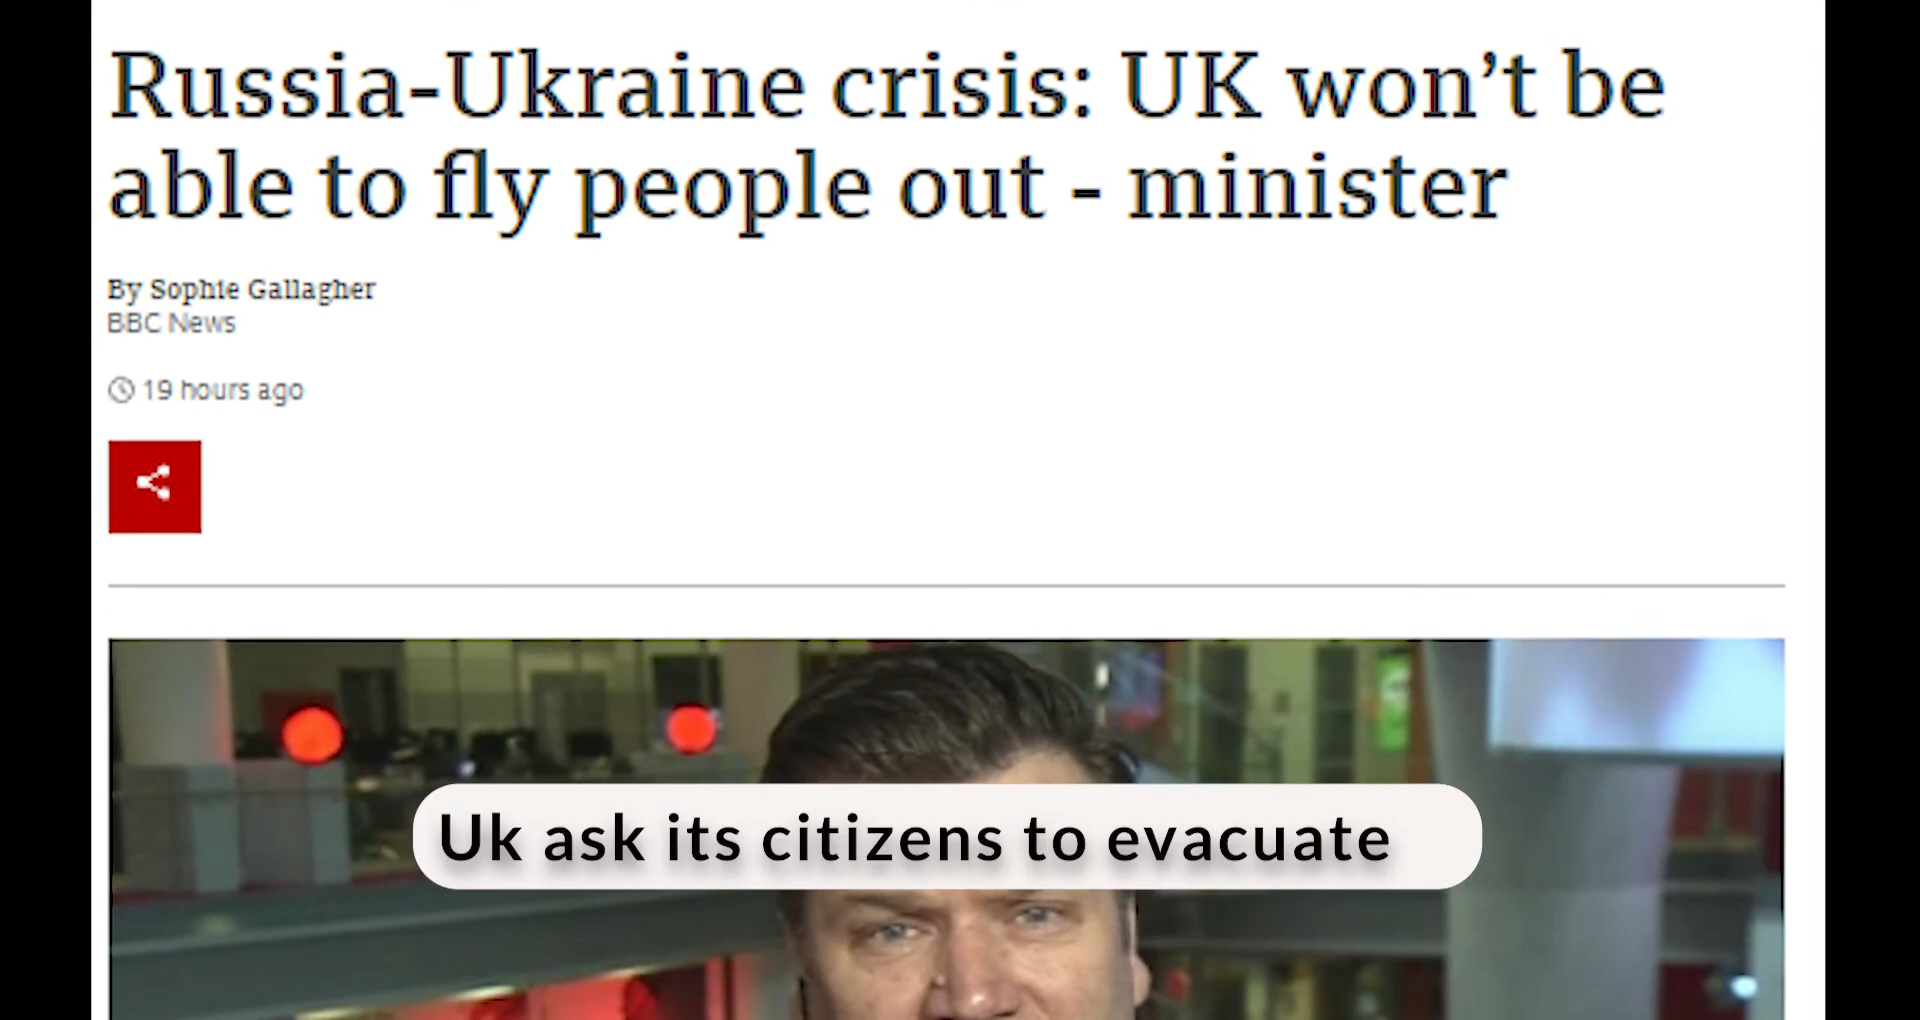 Russia-Ukraine crisis: UK won’t be
able to fly people out - minister
By Sophie Gallagher
BBC News
19 hours ago
Uk ask its citizens to evacuate